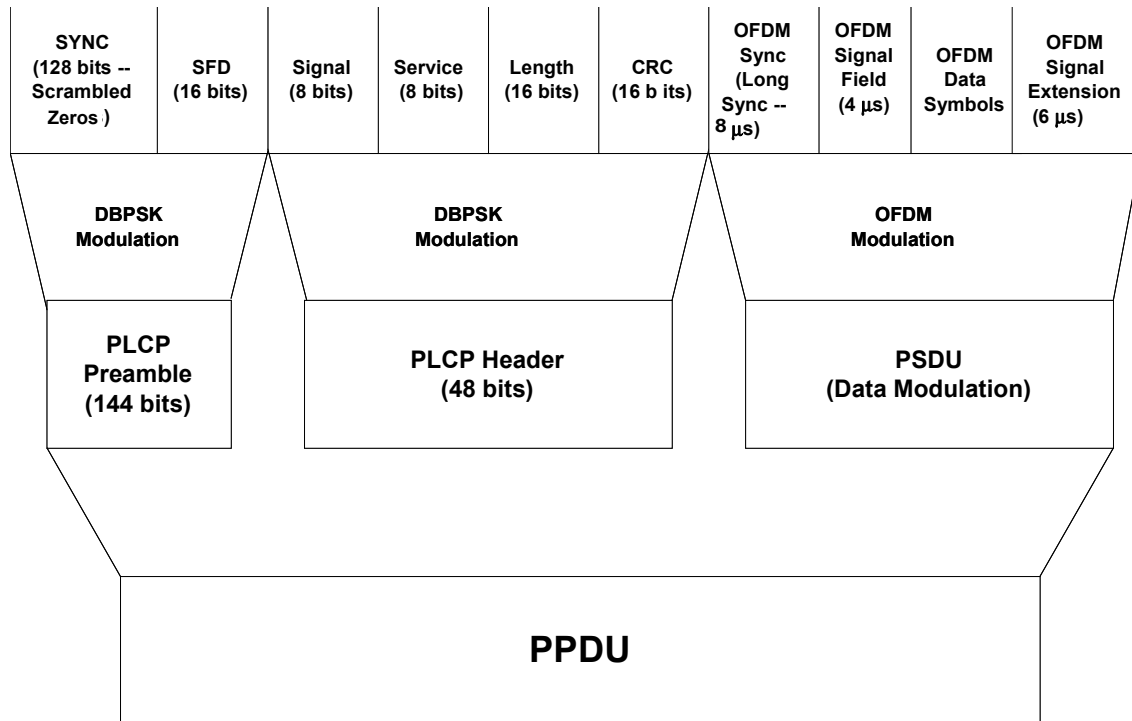 SYNC
(128 bits --
Scrambled
Zeros )
SFD
(16 bits)
Signal
(8 bits)
Service
(8 bits)
Length
(16 bits)
CRC
(16 b its)
OFDM
Sync
(Long
Sync --
8 μs)
OFDM
Signal
Field
(4 μs)
OFDM
Data
Symbols
OFDM
Signal
Extension
(6 μs)
DBPSK
Modulation
DBPSK
Modulation
OFDM
Modulation
PLCP
Preamble
(144 bits)
PLCP Header
(48 bits)
PSDU
(Data Modulation)
PPDU